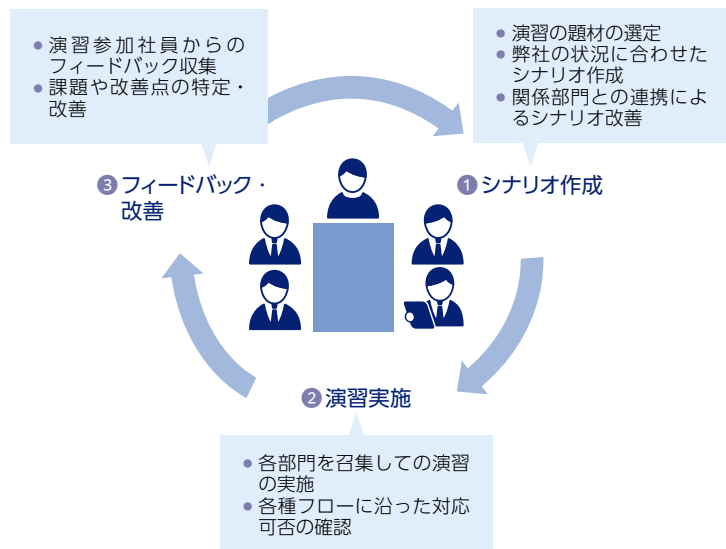 ● 演習参加社員からの
フィードバック収集
● 課題や改善点の特定・
改善
● 演習の題材の選定
● 弊社の状況に合わせた
シナリオ作成
● 関係部門との連携によ
るシナリオ改善
❸ フィードバック・
改善
❶ シナリオ作成
❷ 演習実施
● 各部門を召集しての演習
の実施
● 各種フローに沿った対応
可否の確認